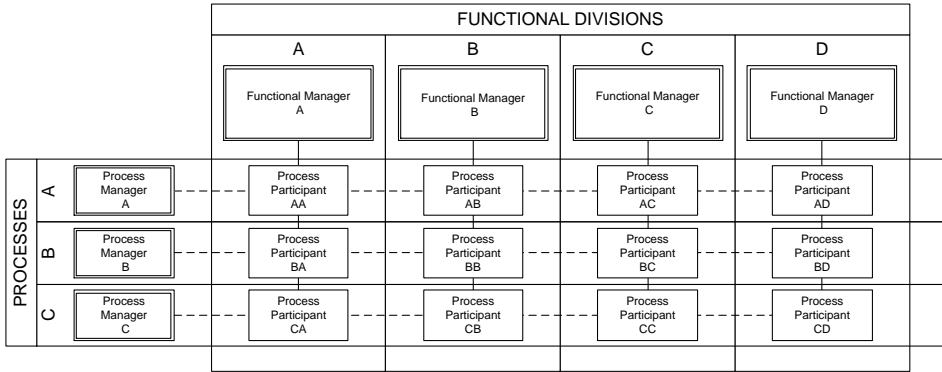 FUNCTIONAL DIVISIONS
A
B
C
D
Functional Manager
A
Functional Manager
B
Functional Manager
C
Functional Manager
D
PROCESSES
A
Process
Manager
A
Process
Participant
AA
Process
Participant
AB
Process
Participant
AC
Process
Participant
AD
B
Process
Manager
B
Process
Participant
BA
Process
Participant
BB
Process
Participant
BC
Process
Participant
BD
C
Process
Manager
C
Process
Participant
CA
Process
Participant
CB
Process
Participant
CC
Process
Participant
CD